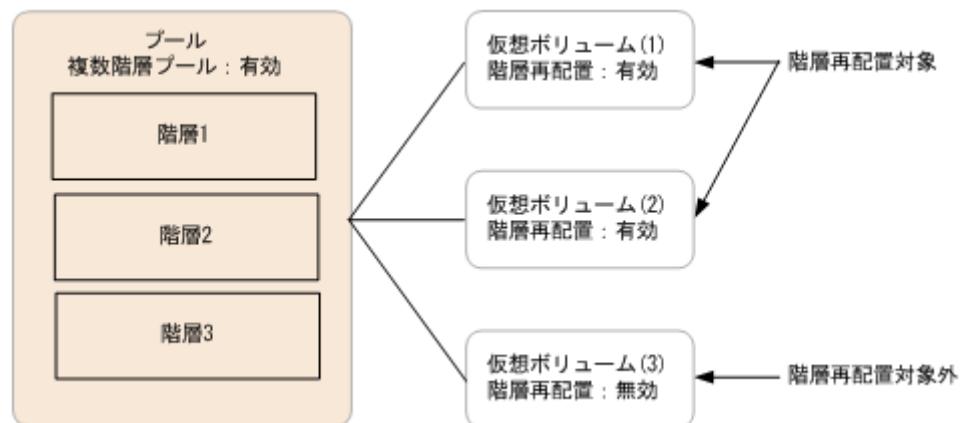 プール
複数階層プール：有効
階層1
階層2
階層3
仮想ボリューム(1)
階層再配置：有効
仮想ボリューム(2)
階層再配置：有効
仮想ボリューム(3)
階層再配置：無効
階層再配置対象
階層再配置対象外